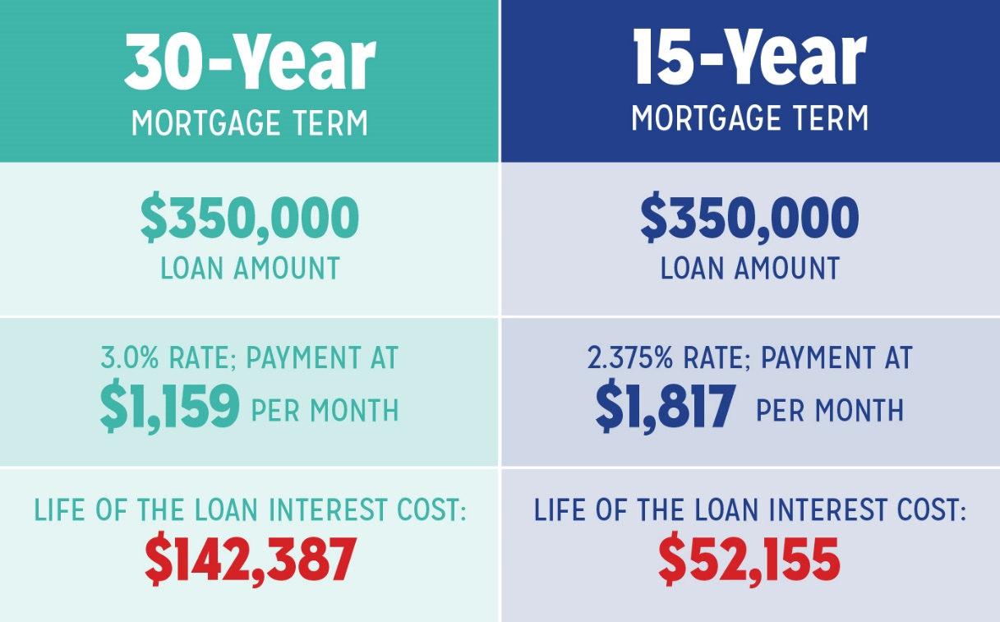 30-Year
MORTGAGE TERM
$350,000
LOAN AMOUNT
3.0% RATE; PAYMENT AT
$1,159 PER MONTH
LIFE OF THE LOAN INTEREST COST:
$142,387
15-Year
MORTGAGE TERM
$350,000
LOAN AMOUNT
2.375% RATE; PAYMENT AT
$1,817 PER MONTH
LIFE OF THE LOAN INTEREST COST:
$52,155